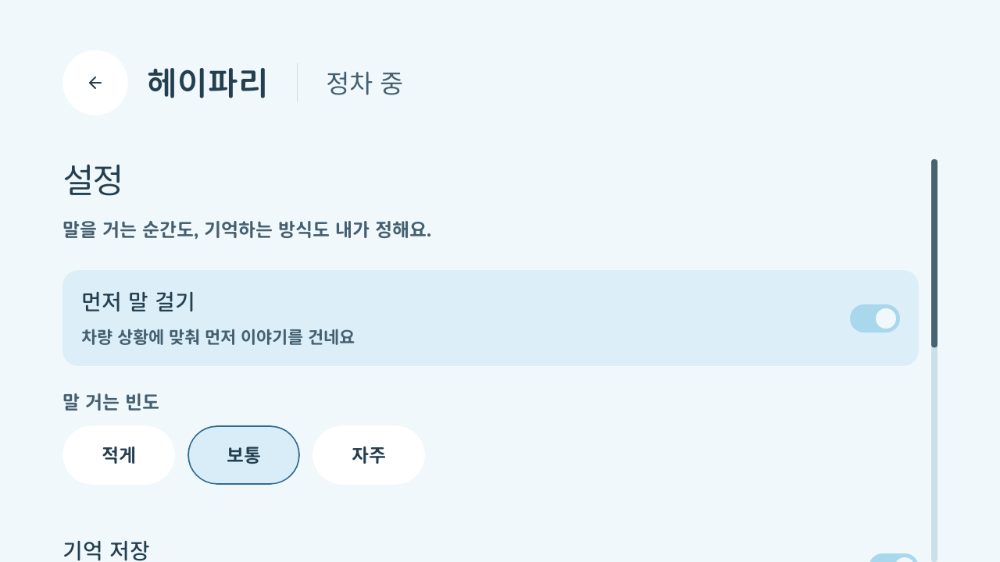 헤이파리
정차 중
설정
말을 거는 순간도, 기억하는 방식도 내가 정해요.
먼저 말 걸기
차량 상황에 맞춰 먼저 이야기를 건네요
말 거는 빈도
적게 보통 자주
기억 저장